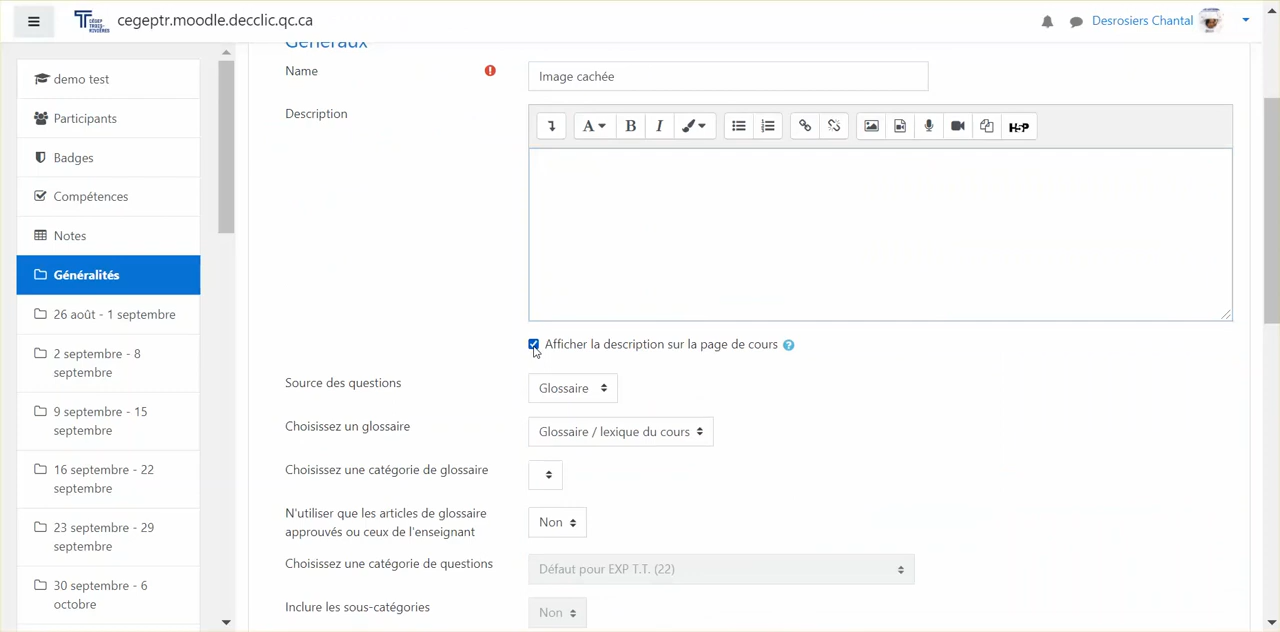 CÉGEP
TROIS-
RIVIÈRES
cegeptr.moodle.decclic.qc.ca
Desrosiers Chantal
demo test
Participants
Badges
Compétences
Notes
Généralités
26 août - 1 septembre
2 septembre - 8
septembre
9 septembre - 15
septembre
16 septembre - 22
septembre
23 septembre - 29
septembre
30 septembre - 6
octobre
Généraux
Name
Image cachée
Description
A
B
I
H-P
Afficher la description sur la page de cours
Source des questions
Glossaire
Choisissez un glossaire
Glossaire / lexique du cours
Choisissez une catégorie de glossaire
N'utiliser que les articles de glossaire
approuvés ou ceux de l'enseignant
Non
Choisissez une catégorie de questions
Défaut pour EXP T.T. (22)
Inclure les sous-catégories
Non